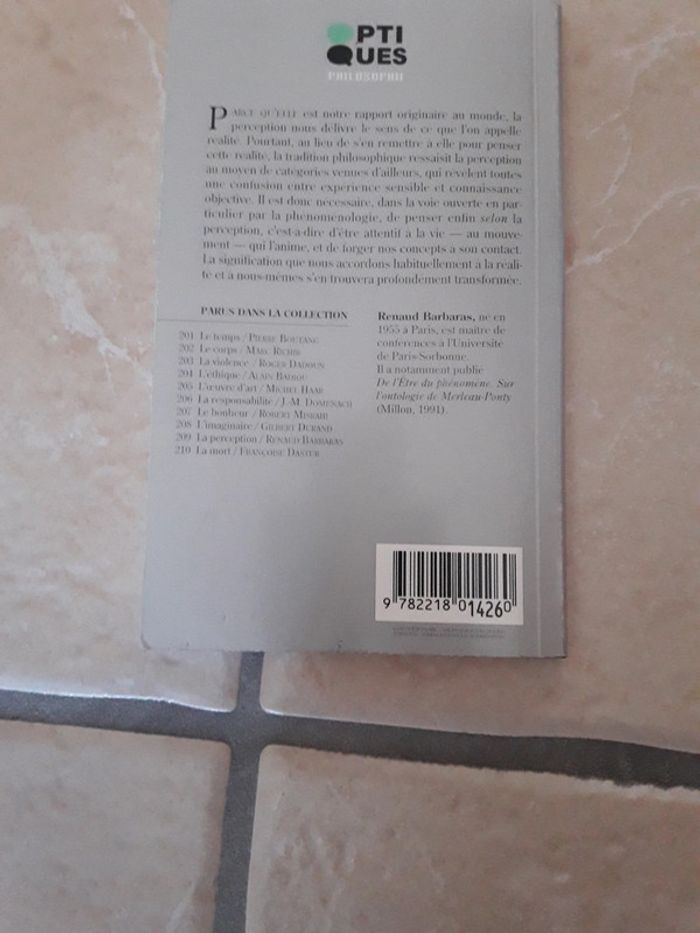 OPTI
QUES
PHILOSOPHIE
PARCE QU'ELLE est notre rapport originaire au monde, la
perception nous délivre le sens de ce que l'on appelle
réalité. Pourtant, au lieu de s'en remettre à elle pour penser
cette réalité, la tradition philosophique ressaisit la perception
au moyen de catégories venues d'ailleurs, qui révèlent toutes
une confusion entre expérience sensible et connaissance
objective. Il est donc nécessaire, dans la voie ouverte en par-
ticulier par la phénoménologie, de penser enfin selon la
perception, c'est-à-dire d'être attentif à la vie — au mouve-
ment — qui l'anime, et de forger nos concepts à son contact.
La signification que nous accordons habituellement à la réali-
té et à nous-mêmes s'en trouvera profondément transformée.
PARUS DANS LA COLLECTION
201 Le temps / PIERRE BOUTANG
202 Le corps / MARC RICHIR
203 La violence / ROGER DADOUN
204 L'éthique / ALAIN BADIOU
205 L'œuvre d'art / MICHEL HAAR
206 La responsabilité / J.-M. DOMENACH
207 Le bonheur / ROBERT MISRAHI
208 L'imaginaire / GILBERT DURAND
209 La perception / RENAUD BARBARAS
210 La mort / FRANÇOISE DASTUR
Renaud Barbaras, né en
1955 à Paris, est maître de
conférences à l'Université
de Paris-Sorbonne.
Il a notamment publié
De l'Être du phénomène. Sur
l'ontologie de Merleau-Ponty
(Millon, 1991).
9 782218 014260